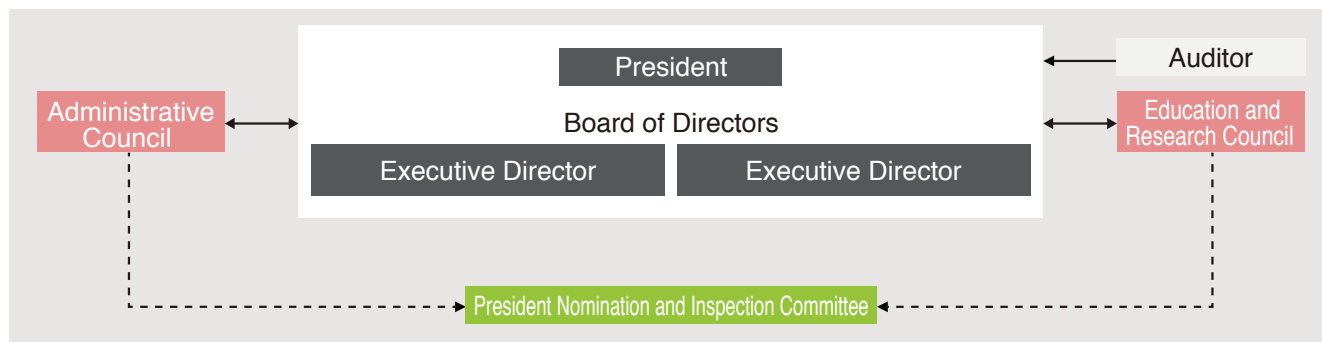 President
Auditor
Administrative
Council
Board of Directors
Education and
Research Council
Executive Director
Executive Director
President Nomination and Inspection Committee